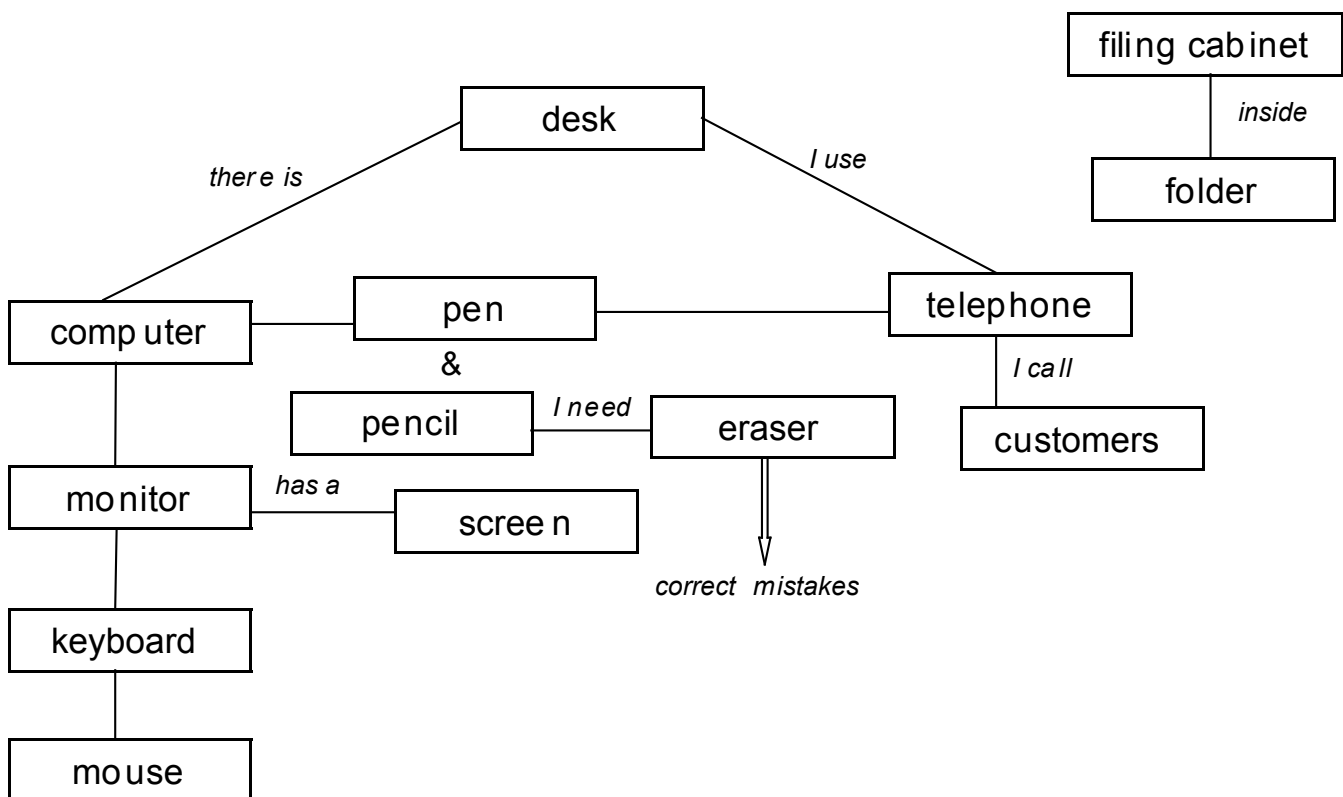 filing cabinet
desk
inside
there is
I use
folder
computer
pen
telephone
&
I call
pencil
I need
eraser
customers
monitor
has a
screen
correct mistakes
keyboard
mouse